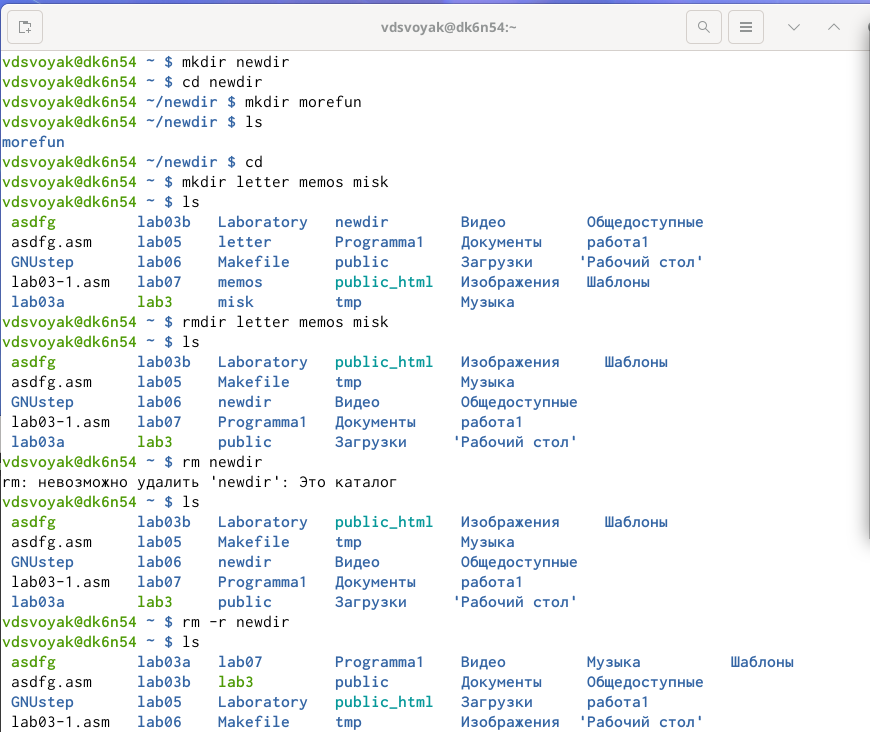 vdsvoyak@dk6n54:~
vdsvoyak@dk6n54 ~ $ mkdir newdir
vdsvoyak@dk6n54 ~ $ cd newdir
vdsvoyak@dk6n54 ~/newdir $ mkdir morefun
vdsvoyak@dk6n54 ~/newdir $ ls
morefun
vdsvoyak@dk6n54 ~/newdir $ cd
vdsvoyak@dk6n54 ~ $ mkdir letter memos misk
vdsvoyak@dk6n54 ~ $ ls
asdfg lab03b Laboratory newdir Видео Общедоступные
asdfg.asm lab05 letter Programma1 Документы работа1
GNUstep lab06 Makefile public Загрузки 'Рабочий стол'
lab03-1.asm lab07 memos public_html Изображения Шаблоны
lab03a lab3 misk tmp Музыка
vdsvoyak@dk6n54 ~ $ rmdir letter memos misk
vdsvoyak@dk6n54 ~ $ ls
asdfg lab03b Laboratory public_html Изображения Шаблоны
asdfg.asm lab05 Makefile tmp Музыка
GNUstep lab06 newdir Видео Общедоступные
lab03-1.asm lab07 Programma1 Документы работа1
lab03a lab3 public Загрузки 'Рабочий стол'
vdsvoyak@dk6n54 ~ $ rm newdir
rm: невозможно удалить 'newdir': Это каталог
vdsvoyak@dk6n54 ~ $ ls
asdfg lab03b Laboratory public_html Изображения Шаблоны
asdfg.asm lab05 Makefile tmp Музыка
GNUstep lab06 newdir Видео Общедоступные
lab03-1.asm lab07 Programma1 Документы работа1
lab03a lab3 public Загрузки 'Рабочий стол'
vdsvoyak@dk6n54 ~ $ rm -r newdir
vdsvoyak@dk6n54 ~ $ ls
asdfg lab03a lab07 Programma1 Видео Музыка Шаблоны
asdfg.asm lab03b lab3 public Документы Общедоступные
GNUstep lab05 Laboratory public_html Загрузки работа1
lab03-1.asm lab06 Makefile tmp Изображения 'Рабочий стол'